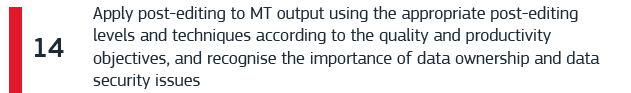 14
Apply post-editing to MT output using the appropriate post-editing
levels and techniques according to the quality and productivity
objectives, and recognise the importance of data ownership and data
security issues